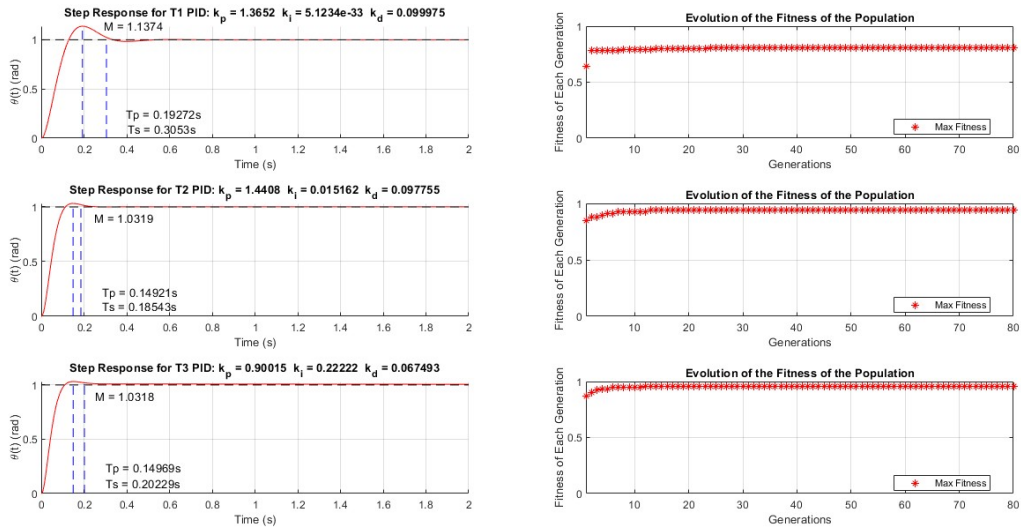 Step Response for T1 PID: kp = 1.3652 ki = 5.1234e-33 kd = 0.099975
M = 1.1374
1
0.5
0
θ(t) (rad)
Tp = 0.19272s
Ts = 0.3053s
0 0.2 0.4 0.6 0.8 1 1.2 1.4 1.6 1.8 2
Time (s)
Evolution of the Fitness of the Population
1
0.5
0
Fitness of Each Generation
Max Fitness
10 20 30 40 50 60 70 80
Generations
Step Response for T2 PID: kp = 1.4408 ki = 0.015162 kd = 0.097755
1
0.5
0
θ(t) (rad)
M = 1.0319
Tp = 0.14921s
Ts = 0.18543s
0 0.2 0.4 0.6 0.8 1 1.2 1.4 1.6 1.8 2
Time (s)
Evolution of the Fitness of the Population
1
0.5
0
Fitness of Each Generation
Max Fitness
10 20 30 40 50 60 70 80
Generations
Step Response for T3 PID: kp = 0.90015 ki = 0.22222 kd = 0.067493
1
0.5
0
θ(t) (rad)
M = 1.0318
Tp = 0.14969s
Ts = 0.20229s
0 0.2 0.4 0.6 0.8 1 1.2 1.4 1.6 1.8 2
Time (s)
Evolution of the Fitness of the Population
1
0.5
0
Fitness of Each Generation
Max Fitness
10 20 30 40 50 60 70 80
Generations